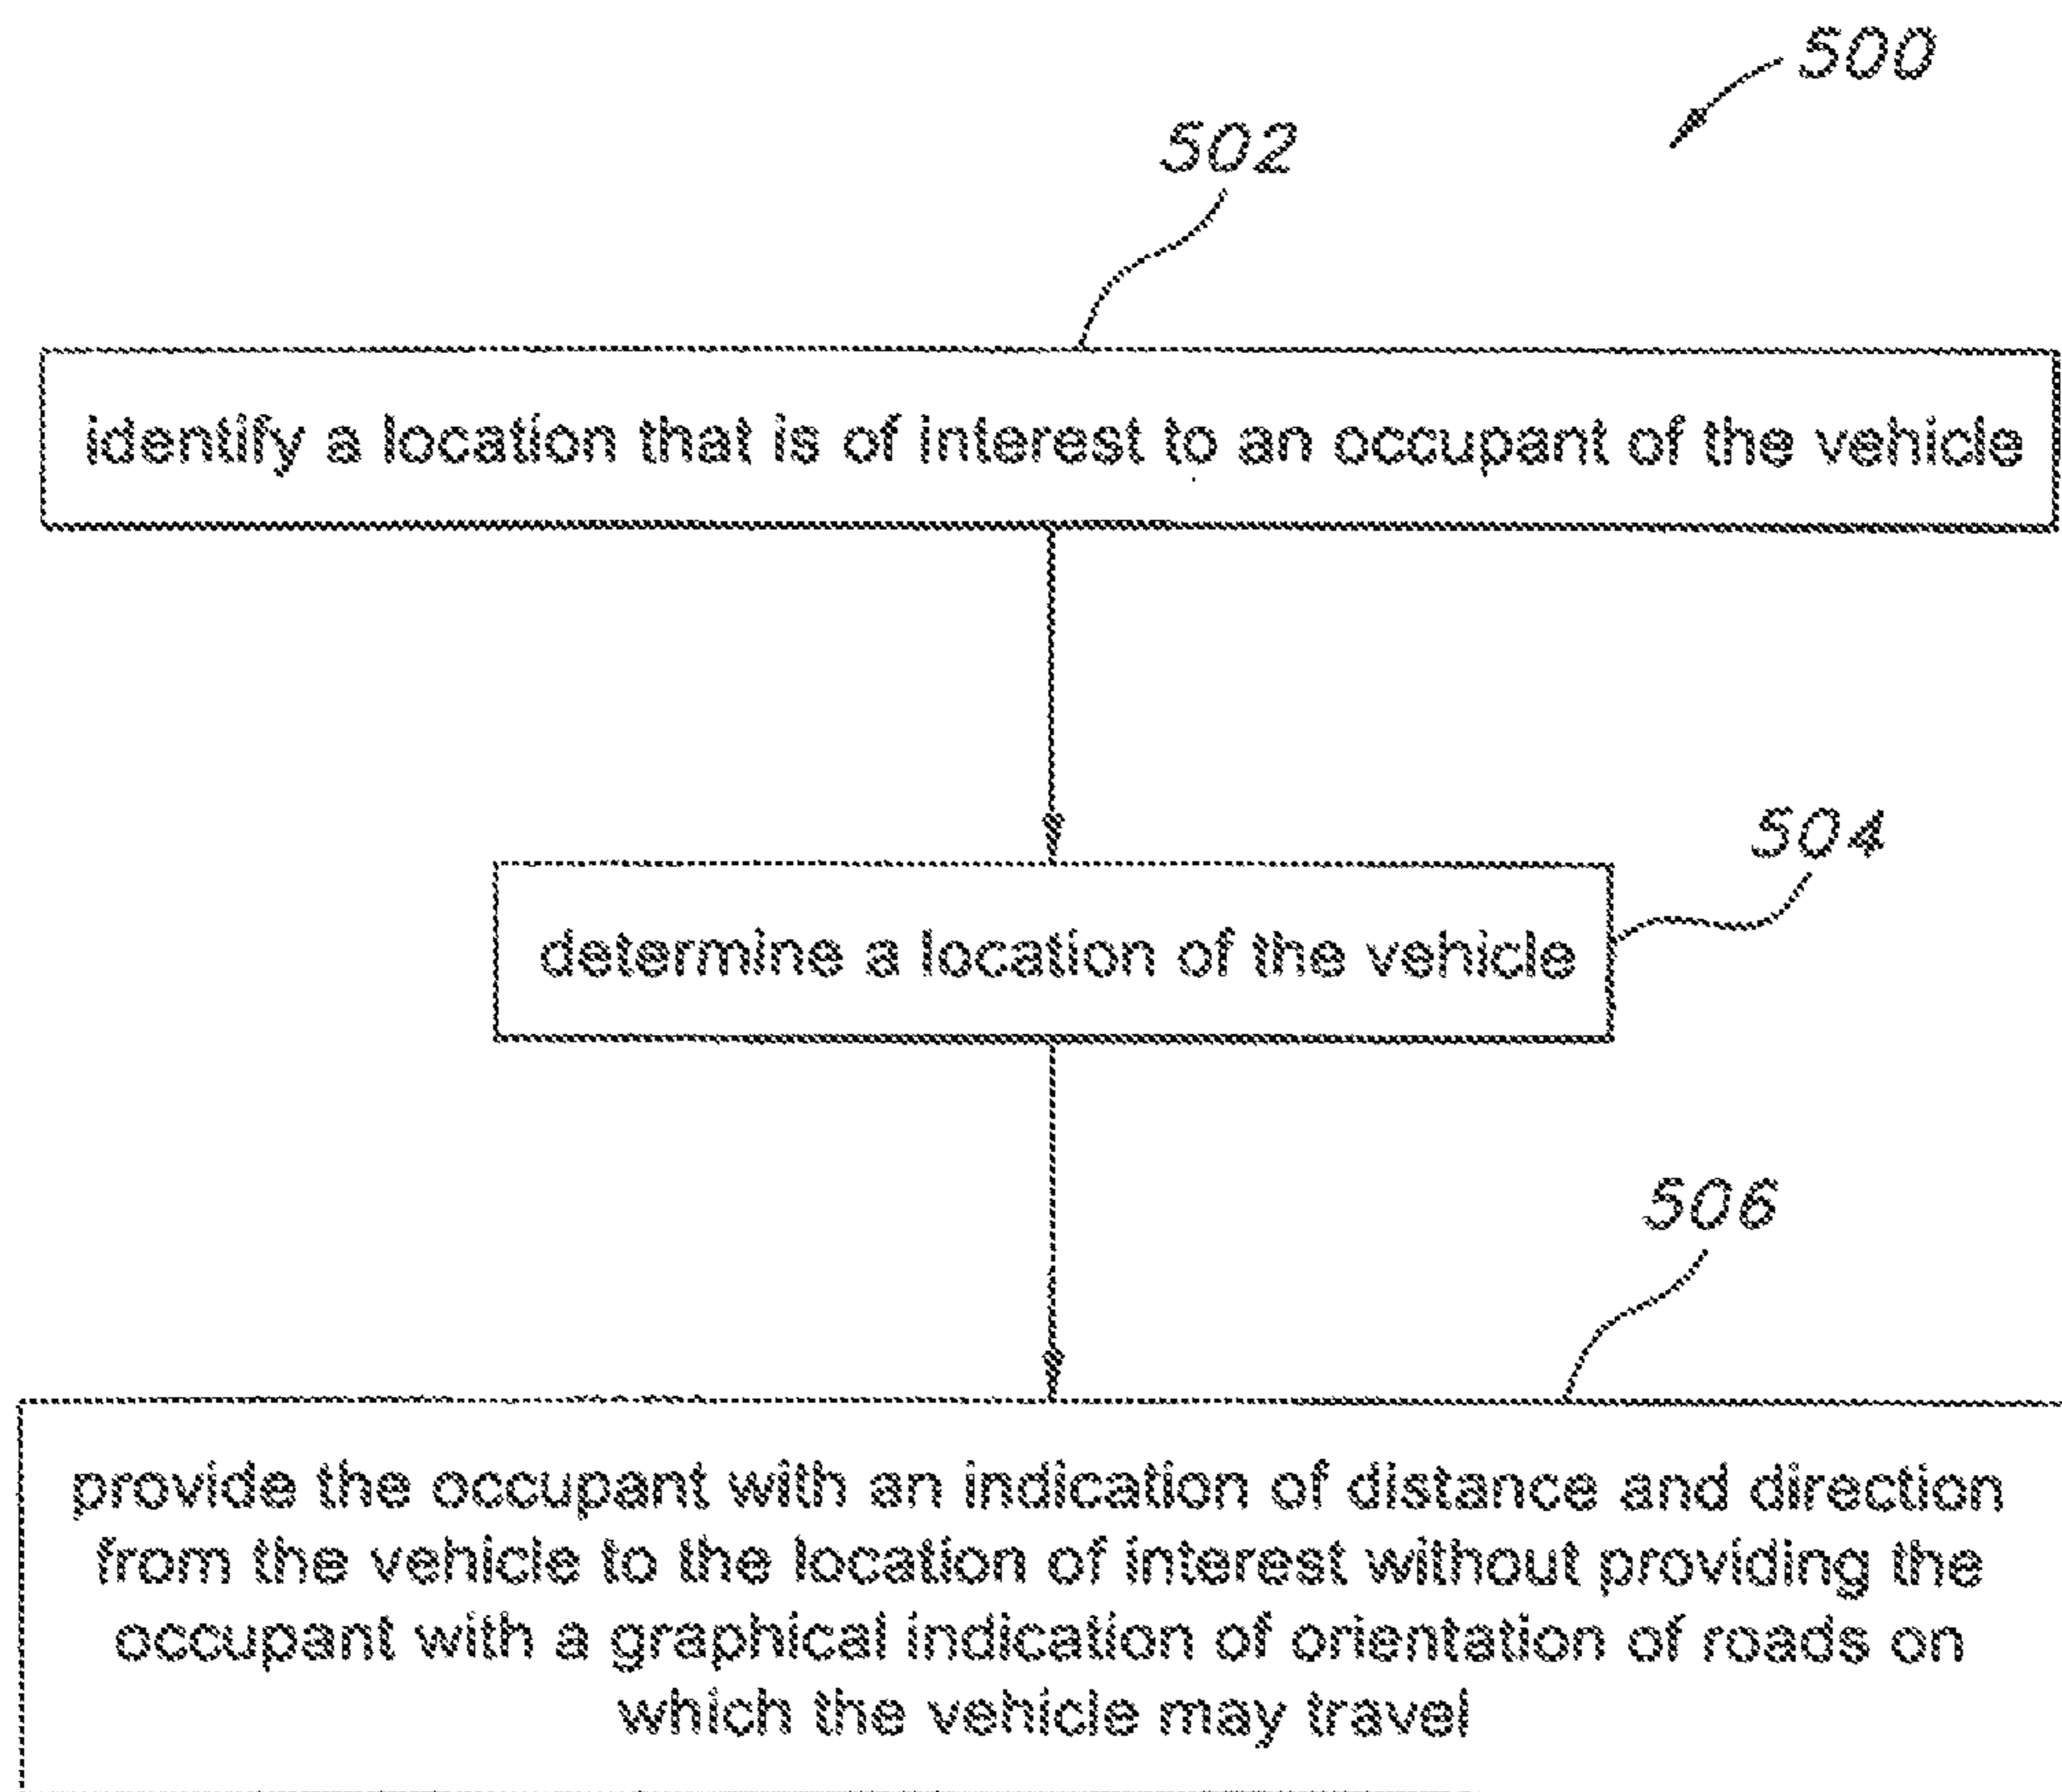 500
502
identify a location that is of interest to an occupant of the vehicle
504
determine a location of the vehicle
506
provide the occupant with an indication of distance and direction
from the vehicle to the location of interest without providing the
occupant with a graphical indication of orientation of roads on
which the vehicle may travel